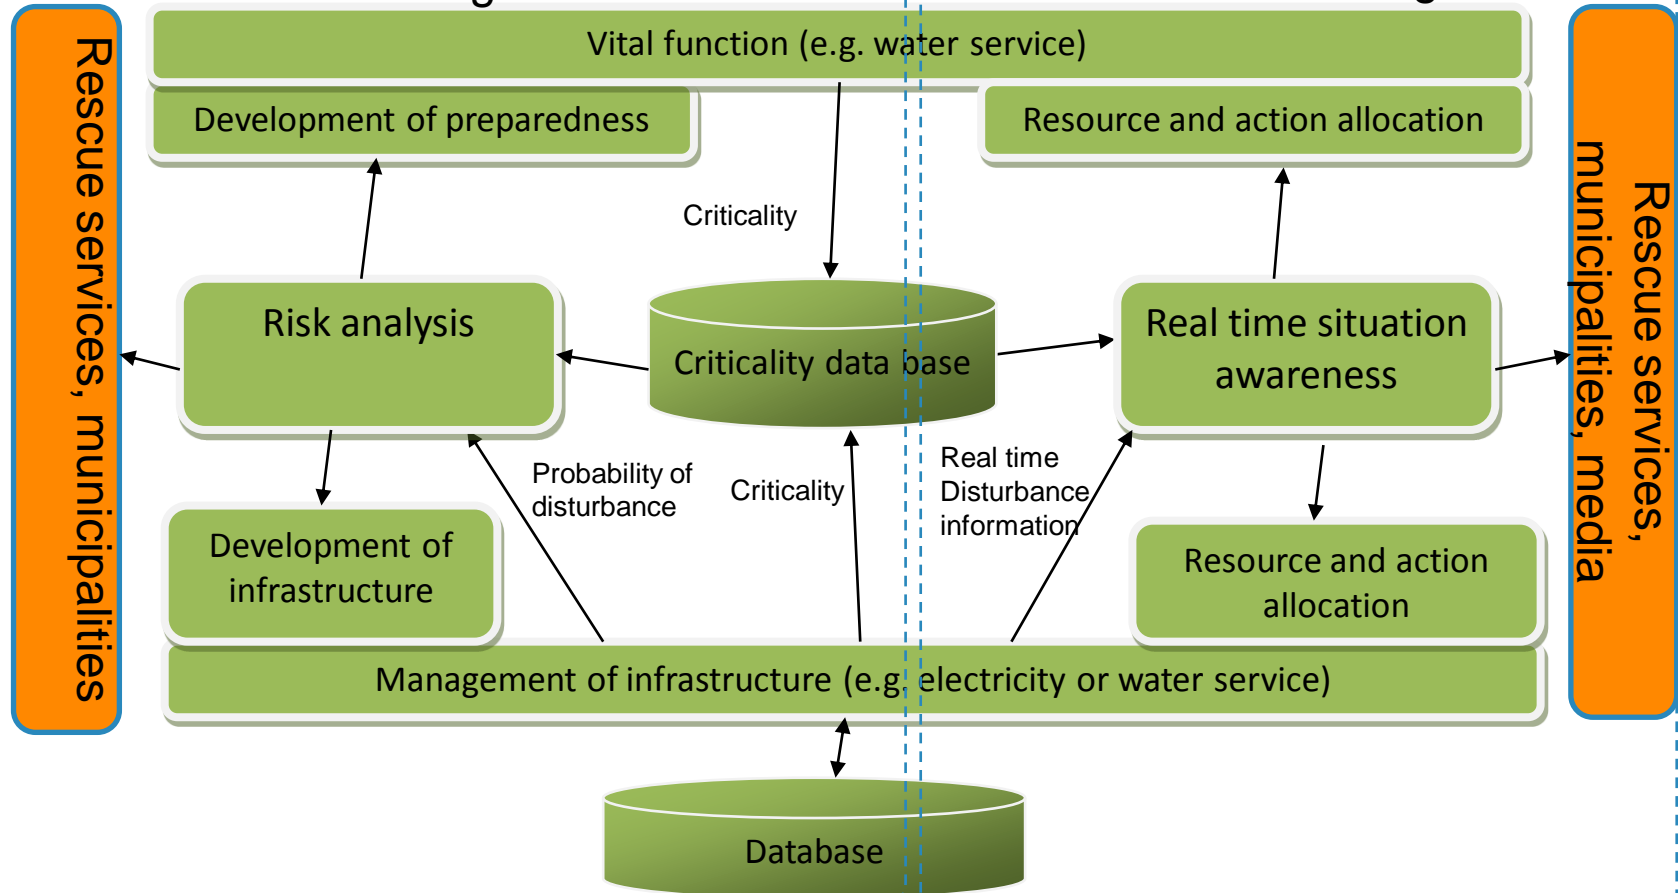 Vital function (e.g. water service)
Development of preparedness
Resource and action allocation
Rescue services, municipalities
Rescue services,
municipalities, media
Criticality
Risk analysis
Criticality data base
Real time situation
awareness
Probability of
disturbance
Criticality
Real time
Disturbance
information
Development of
infrastructure
Resource and action
allocation
Management of infrastructure (e.g. electricity or water service)
Database